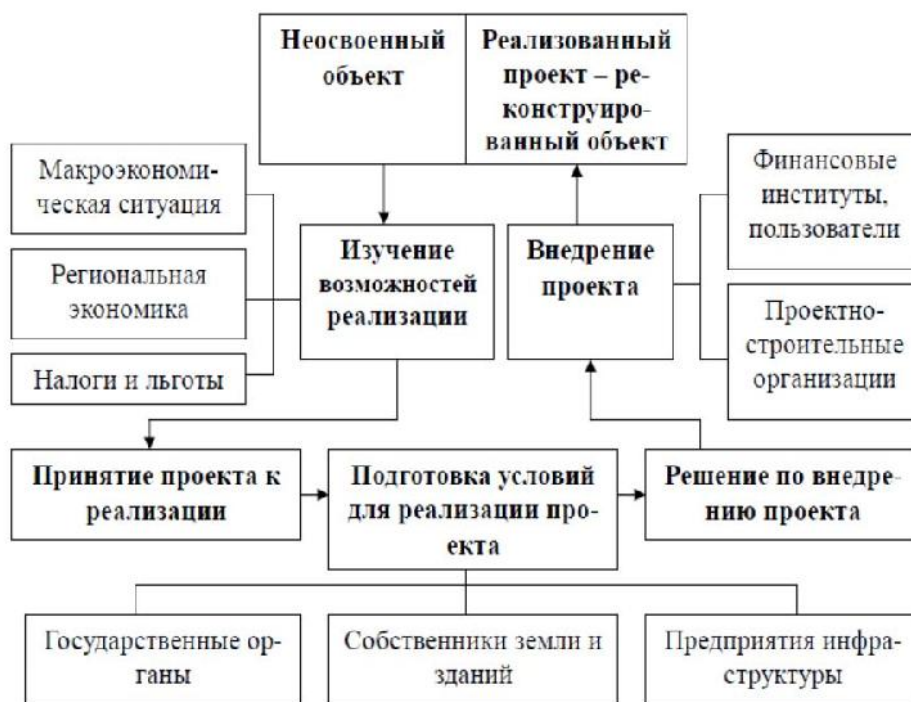 Неосвоенный
объект
Реализованный
проект – ре-
конструиро-
ванный объект
Макроэкономи-
ческая ситуация
Региональная
экономика
Налоги и льготы
Изучение
возможностей
реализации
Внедрение
проекта
Финансовые
институты,
пользователи
Проектно-
строительные
организации
Принятие проекта к
реализации
Подготовка условий
для реализации про-
екта
Решение по внедре-
нию проекта
Государственные ор-
ганы
Собственники земли и
зданий
Предприятия инфра-
структуры